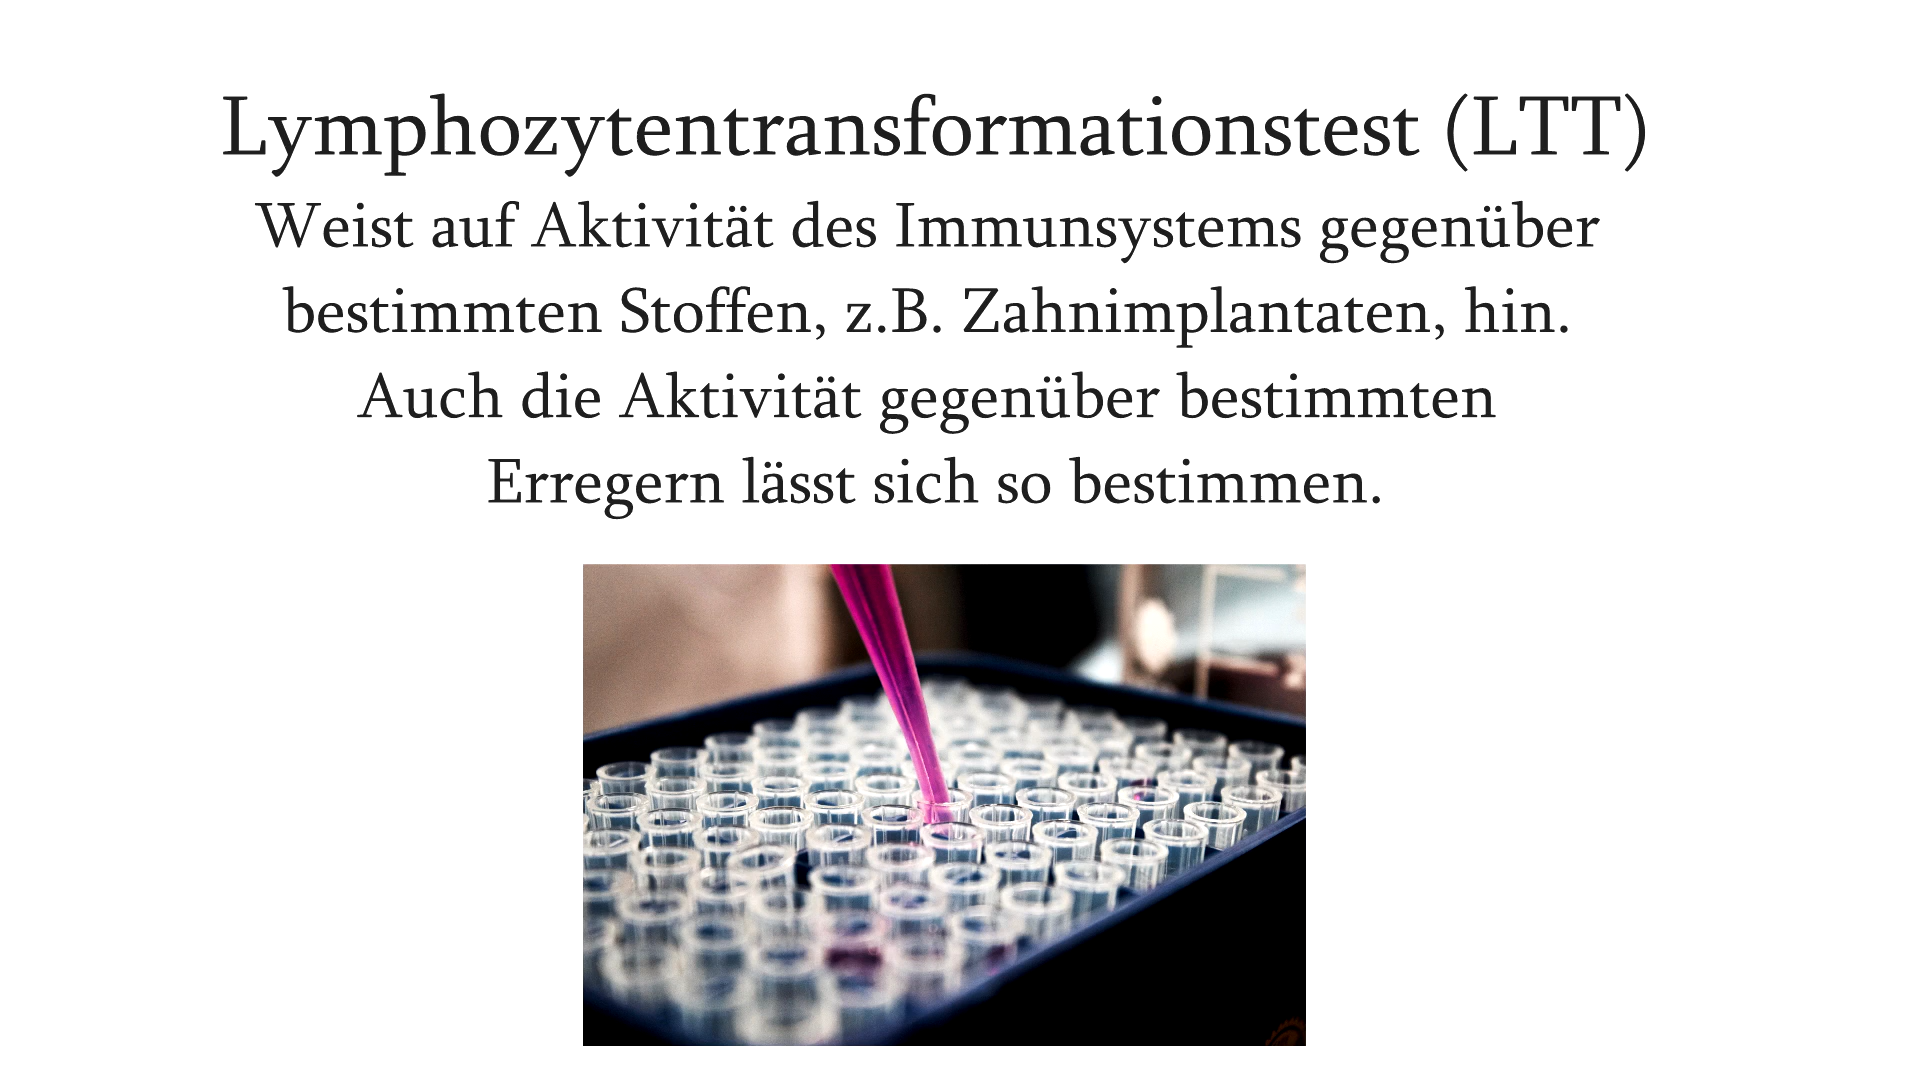 Lymphozytentransformationstest (LTT)
Weist auf Aktivität des Immunsystems gegenüber
bestimmten Stoffen, z.B. Zahnimplantaten, hin.
Auch die Aktivität gegenüber bestimmten
Erregern lässt sich so bestimmen.